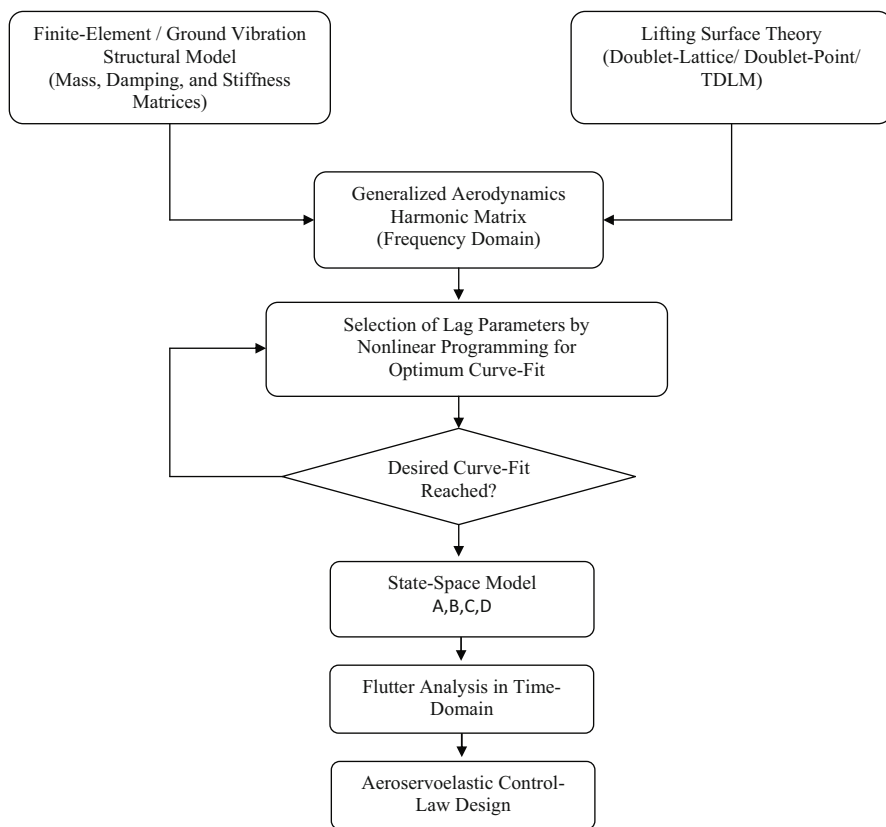 Finite-Element / Ground Vibration
Structural Model
(Mass, Damping, and Stiffness
Matrices)
Lifting Surface Theory
(Doublet-Lattice/ Doublet-Point/
TDLM)
Generalized Aerodynamics
Harmonic Matrix
(Frequency Domain)
Selection of Lag Parameters by
Nonlinear Programming for
Optimum Curve-Fit
Desired Curve-Fit
Reached?
State-Space Model
A,B,C,D
Flutter Analysis in Time-
Domain
Aeroservoelastic Control-
Law Design